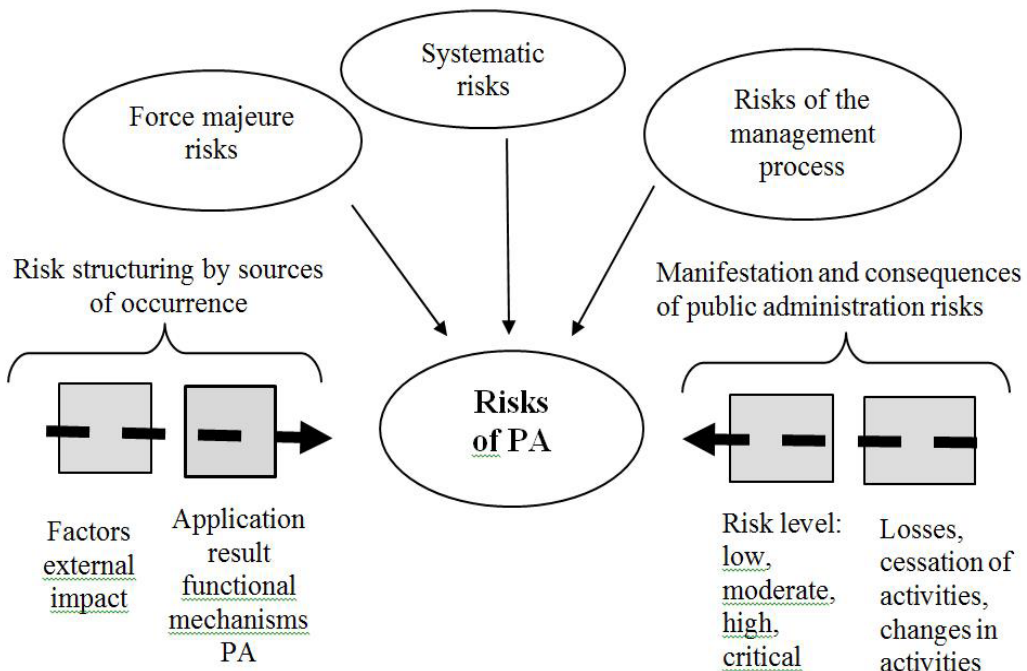 Systematic
risks
Force majeure
risks
Risks of the
management
process
Risk structuring by sources
of occurrence
Manifestation and consequences
of public administration risks
Risks
of PA
Factors
external
impact
Application
result
functional
mechanisms
PA
Risk level:
low,
moderate,
high,
critical
Losses,
cessation of
activities,
changes in
activities